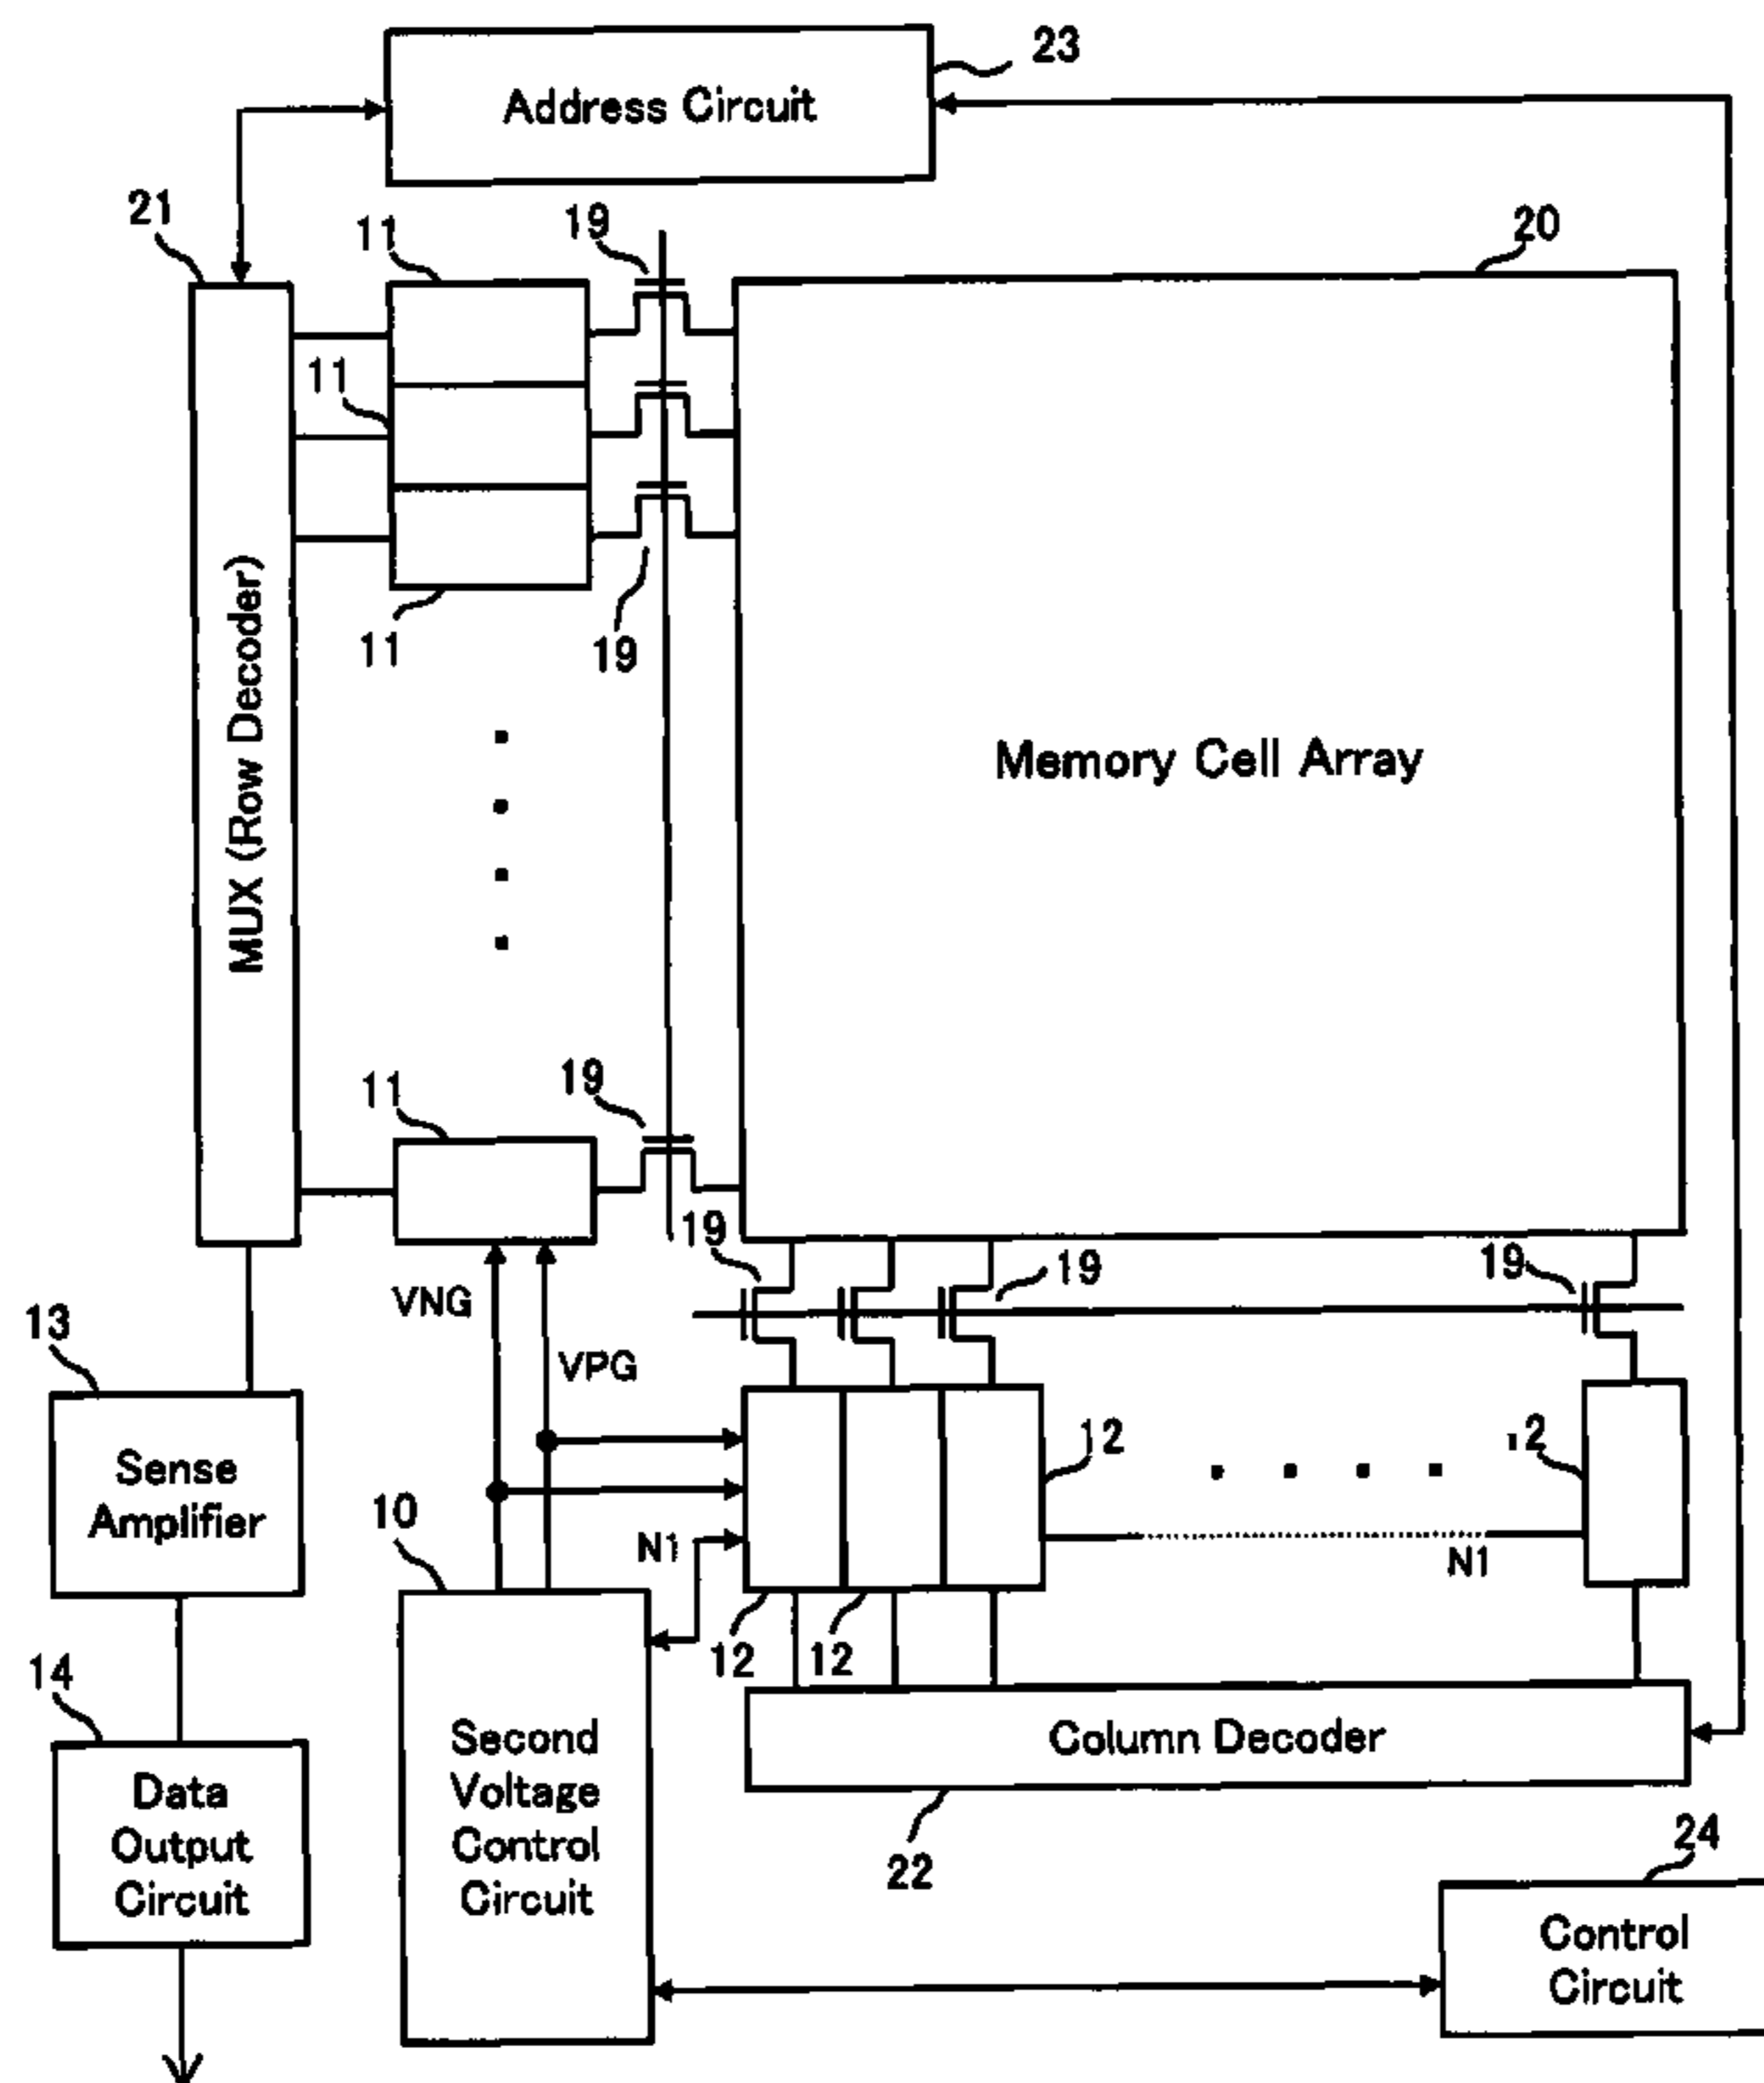 23
Address Circuit
21
11
19
20
11
MUX (Row Decoder)
11
19
Memory Cell Array
11
19
19
19
19
VNG
VPG
13
Sense
Amplifier
10
N1
12
12
N1
12
12
14
Data
Output
Circuit
Second
Voltage
Control
Circuit
Column Decoder
22
24
Control
Circuit